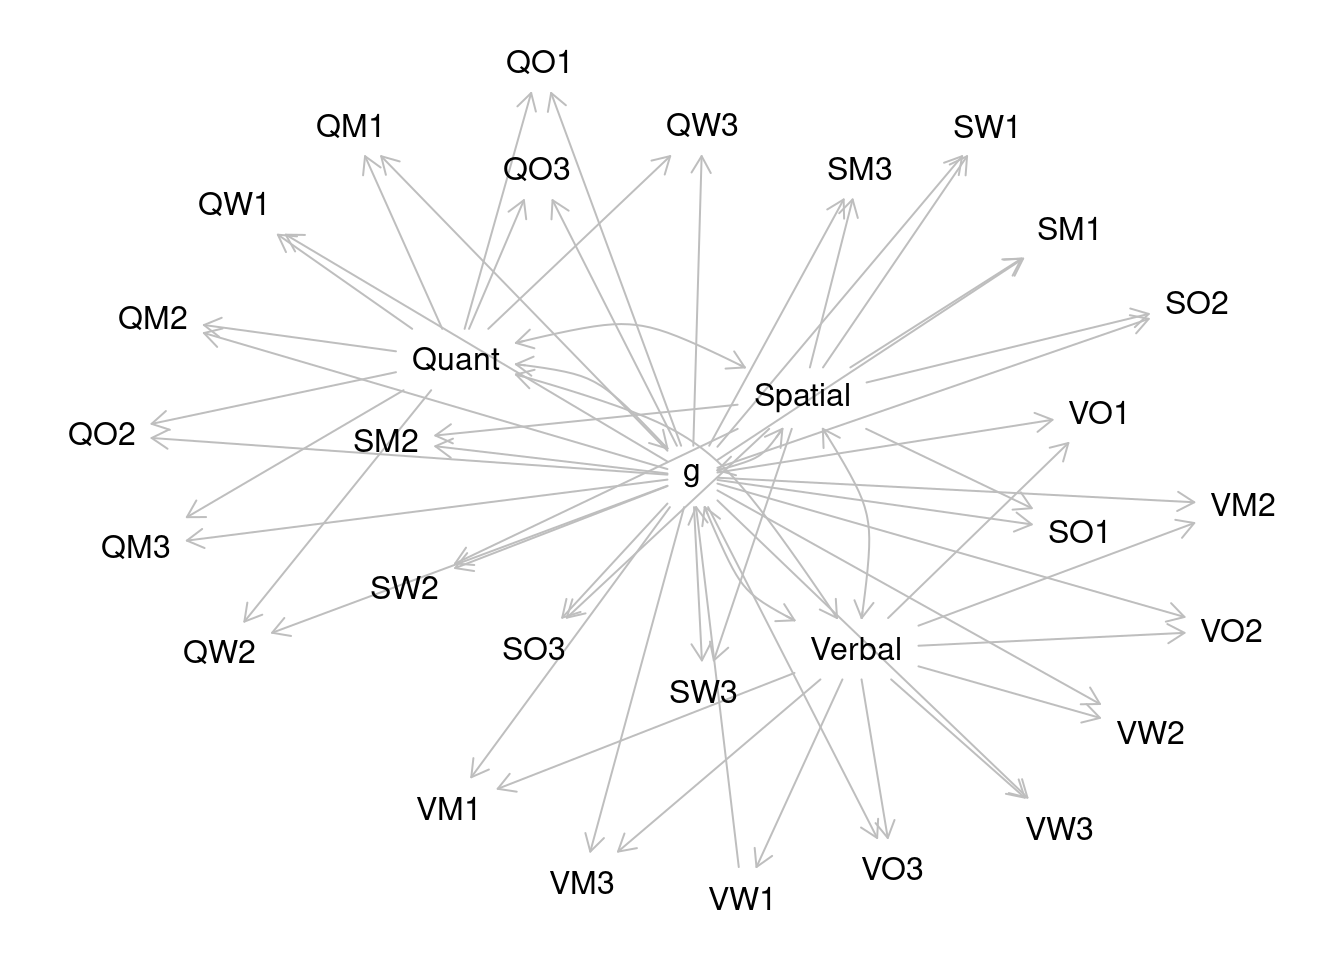 QO1
QM1
QW3
SW1
QO3
SM3
QW1
SM1
SO2
QM2
Quant
Spatial
VO1
QO2
SM2
g
VM2
SO1
QM3
SW2
VO2
QW2
SO3
Verbal
SW3
VW2
VM1
VW3
VO3
VM3
VW1